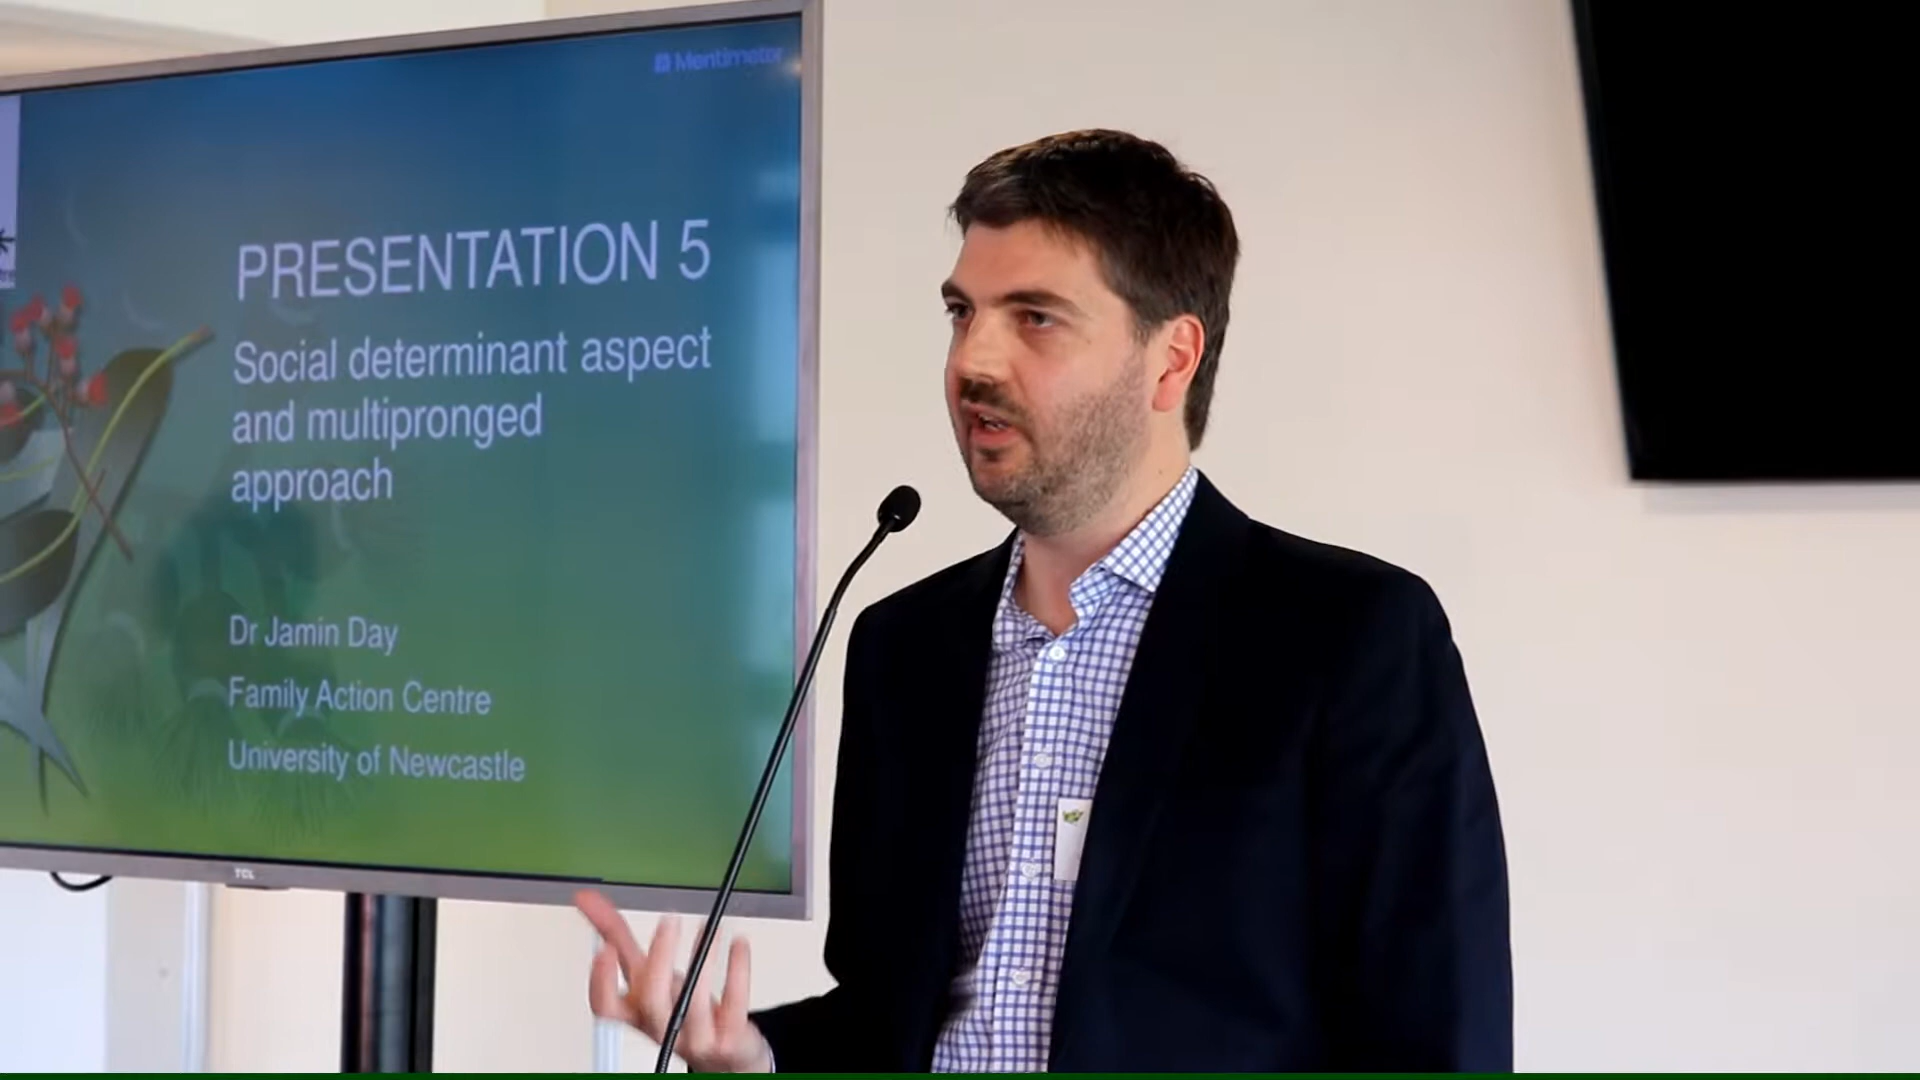 Mentimeter
PRESENTATION 5
Social determinant aspect
and multipronged
approach
Dr Jamin Day
Family Action Centre
University of Newcastle
TCL